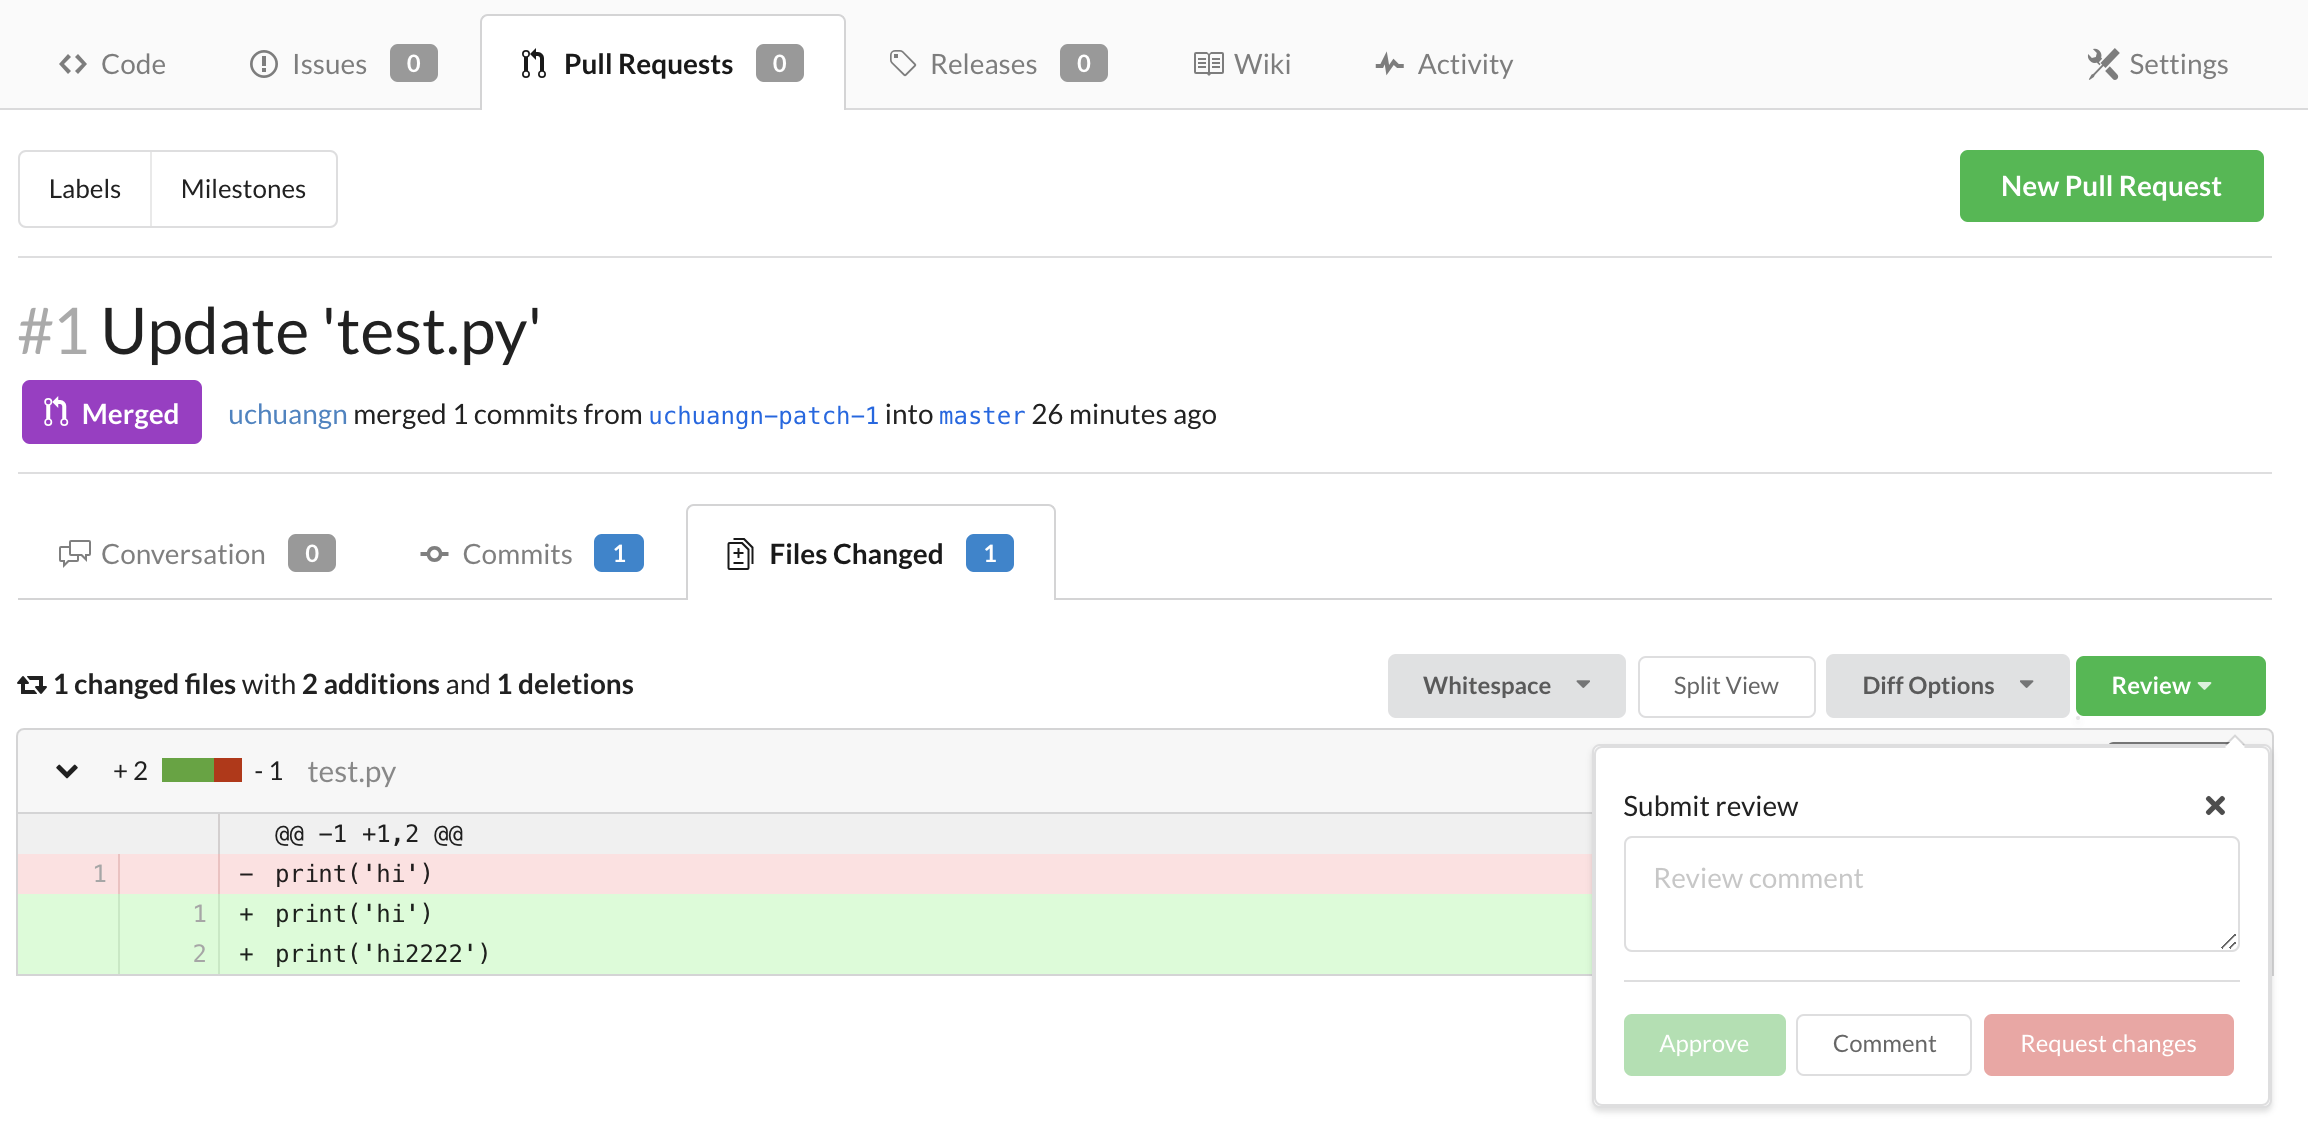 Code Issues 0 Pull Requests 0 Releases 0 Wiki Activity Settings
Labels Milestones New Pull Request
#1 Update 'test.py'
Merged uchuangn merged 1 commits from uchuangn-patch-1 into master 26 minutes ago
Conversation 0 Commits 1 Files Changed 1
1 changed files with 2 additions and 1 deletions Whitespace Split View Diff Options Review
+ 2 - 1 test.py
@@ -1 +1,2 @@
1 - print('hi')
1 + print('hi')
2 + print('hi2222')
Submit review
Review comment
Approve Comment Request changes